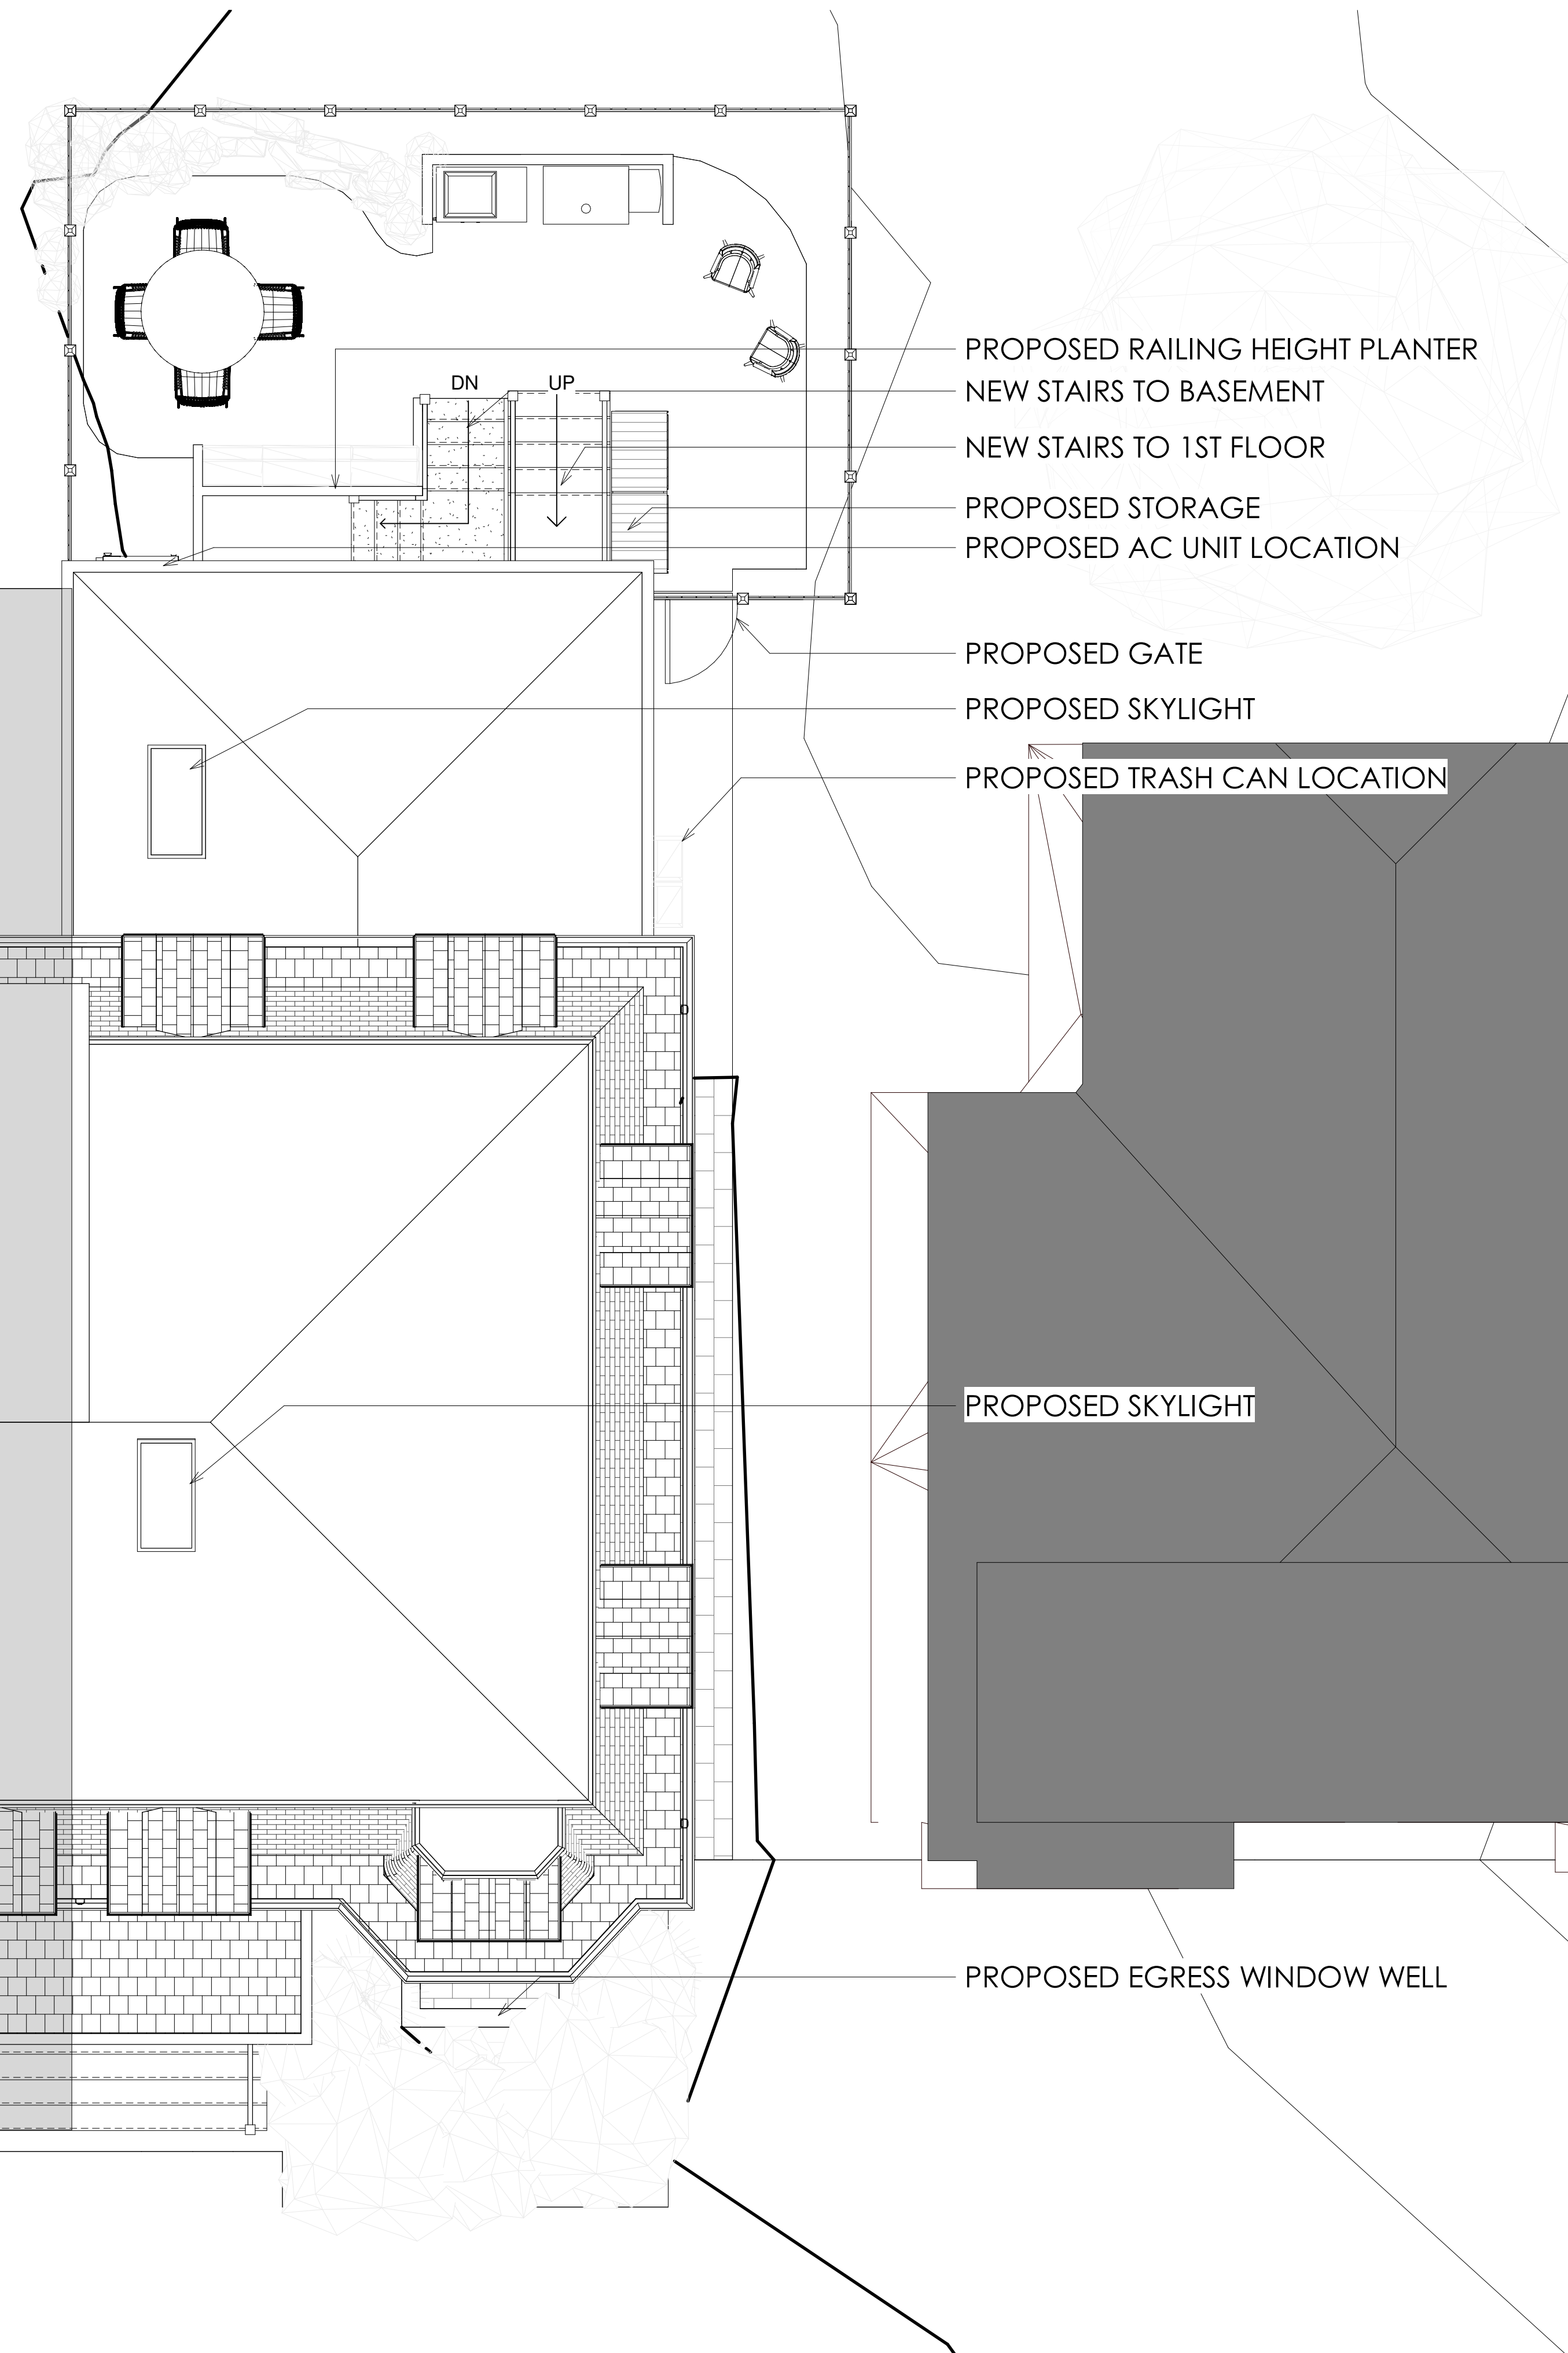 PROPOSED RAILING HEIGHT PLANTER
DN
UP
NEW STAIRS TO BASEMENT
NEW STAIRS TO 1ST FLOOR
PROPOSED STORAGE
PROPOSED AC UNIT LOCATION
PROPOSED GATE
PROPOSED SKYLIGHT
PROPOSED TRASH CAN LOCATION
PROPOSED SKYLIGHT
PROPOSED EGRESS WINDOW WELL